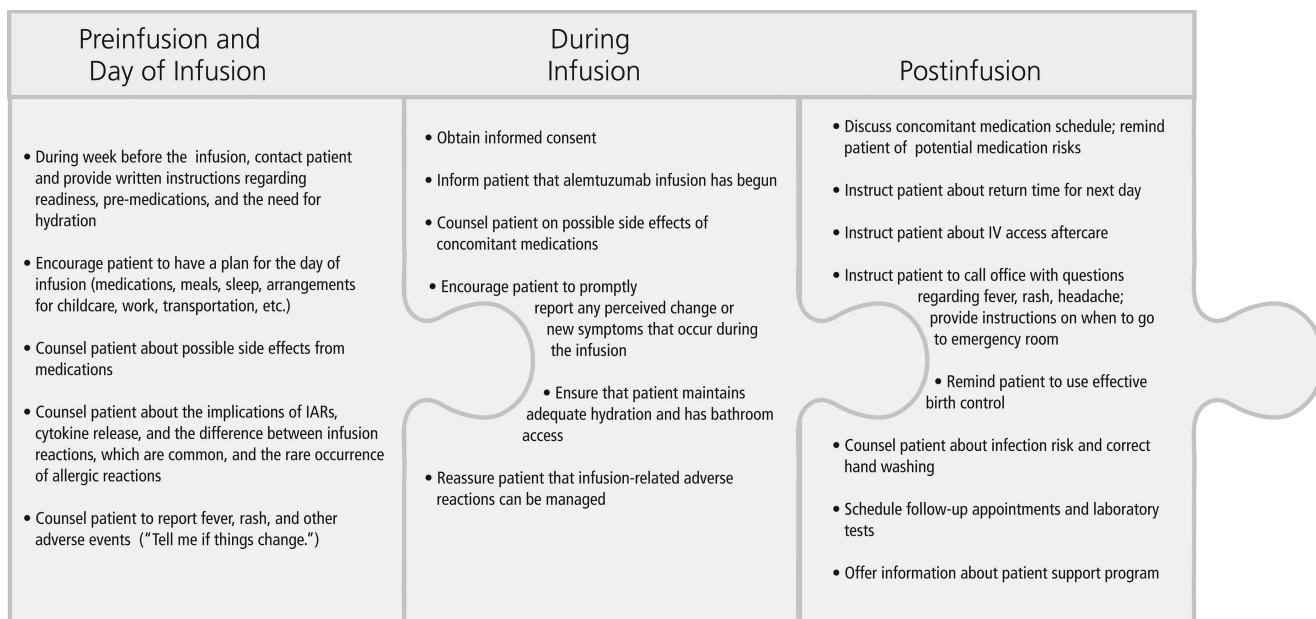 Preinfusion and
Day of Infusion
• During week before the infusion, contact patient
and provide written instructions regarding
readiness, pre-medications, and the need for
hydration
• Encourage patient to have a plan for the day of
infusion (medications, meals, sleep, arrangements
for childcare, work, transportation, etc.)
• Counsel patient about possible side effects from
medications
• Counsel patient about the implications of IARs,
cytokine release, and the difference between infusion
reactions, which are common, and the rare occurrence
of allergic reactions
• Counsel patient to report fever, rash, and other
adverse events (“Tell me if things change.”)
During
Infusion
• Obtain informed consent
• Inform patient that alemtuzumab infusion has begun
• Counsel patient on possible side effects of
concomitant medications
• Encourage patient to promptly
report any perceived change or
new symptoms that occur during
the infusion
• Ensure that patient maintains
adequate hydration and has bathroom
access
• Reassure patient that infusion-related adverse
reactions can be managed
Postinfusion
• Discuss concomitant medication schedule; remind
patient of potential medication risks
• Instruct patient about return time for next day
• Instruct patient about IV access aftercare
• Instruct patient to call office with questions
regarding fever, rash, headache;
provide instructions on when to go
to emergency room
• Remind patient to use effective
birth control
• Counsel patient about infection risk and correct
hand washing
• Schedule follow-up appointments and laboratory
tests
• Offer information about patient support program